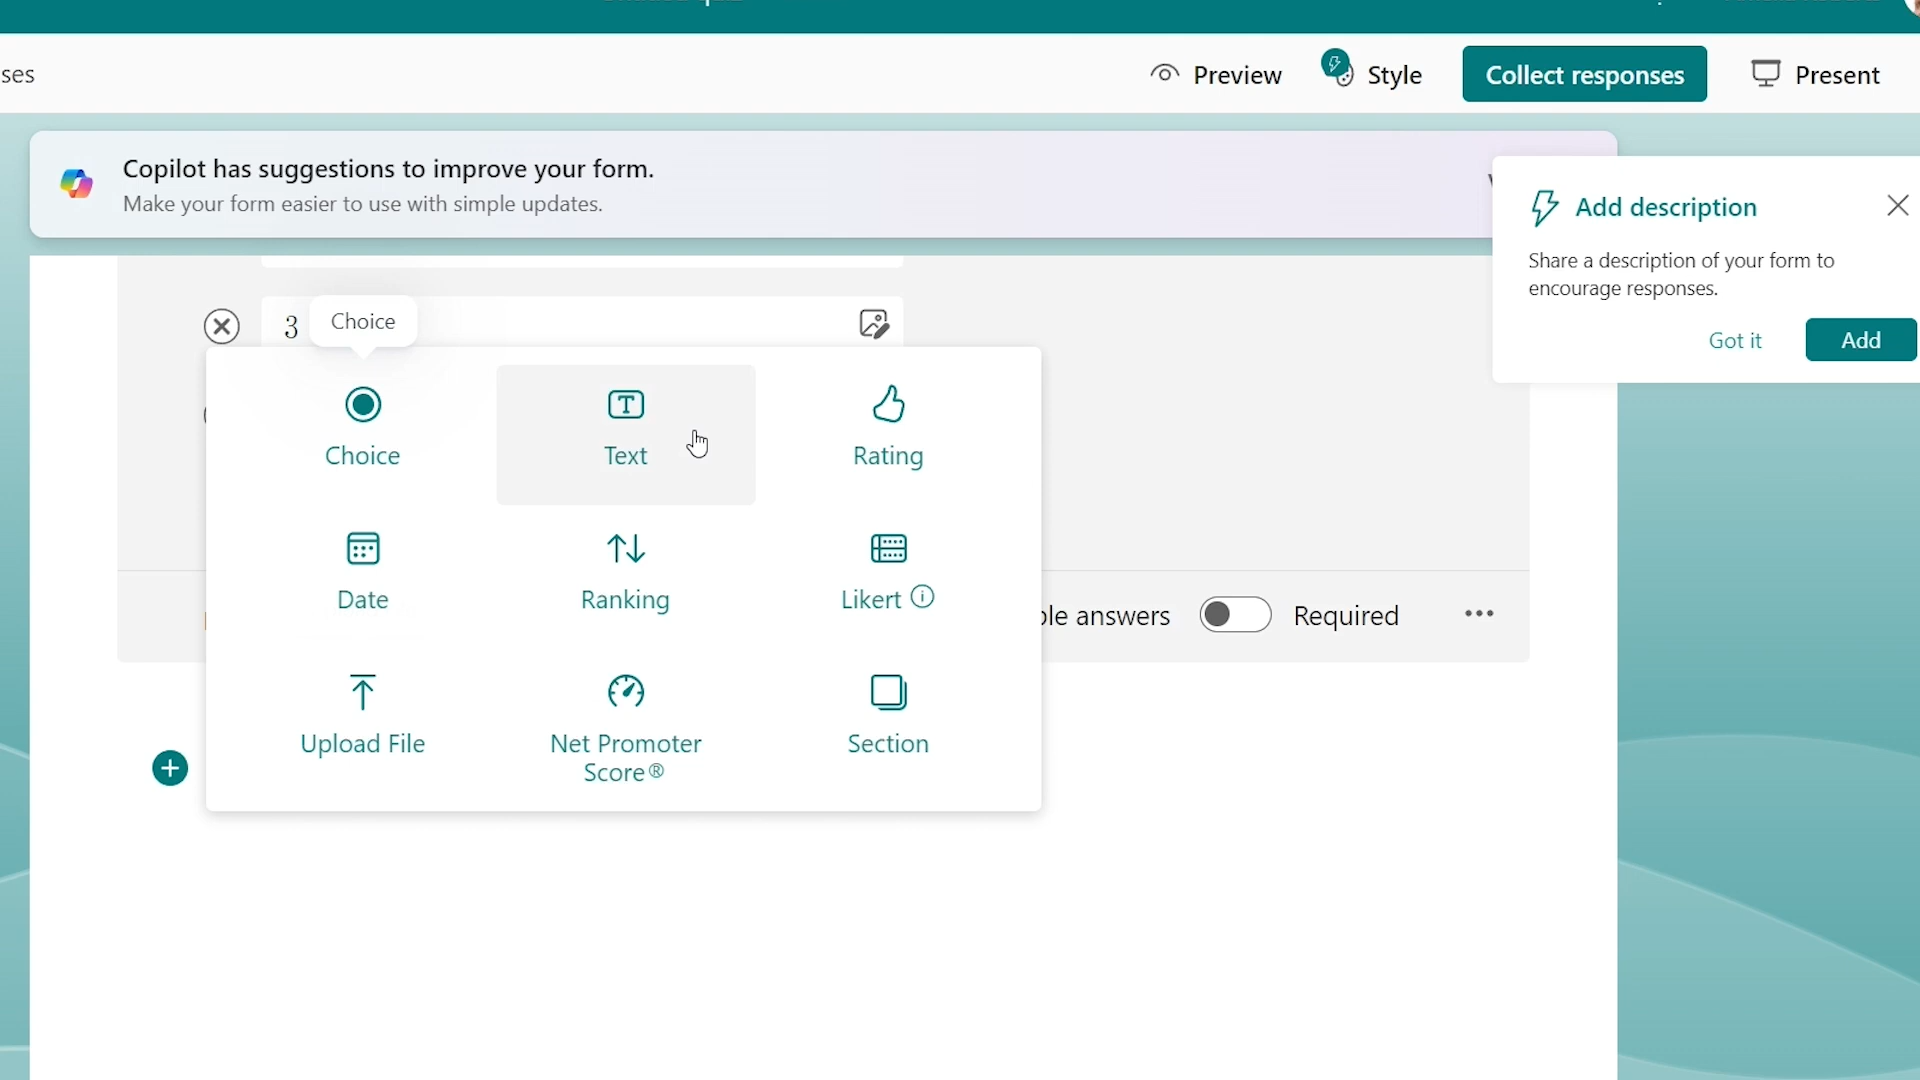 ses
Preview
Style
Collect responses
Present
Copilot has suggestions to improve your form.
Make your form easier to use with simple updates.
Add description
Share a description of your form to
encourage responses.
Got it
Add
3
Choice
Choice
Text
Rating
Date
Ranking
Likert
ple answers
Required
Upload File
Net Promoter
Score®
Section